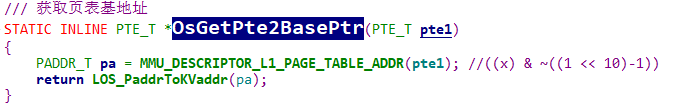 /// 获取页表基地址
STATIC INLINE PTE_T *OsGetPte2BasePtr(PTE_T pte1)
{
    PADDR_T pa = MMU_DESCRIPTOR_L1_PAGE_TABLE_ADDR(pte1); //((x) & ~((1 << 10)-1))
    return LOS_PaddrToKVaddr(pa);
}